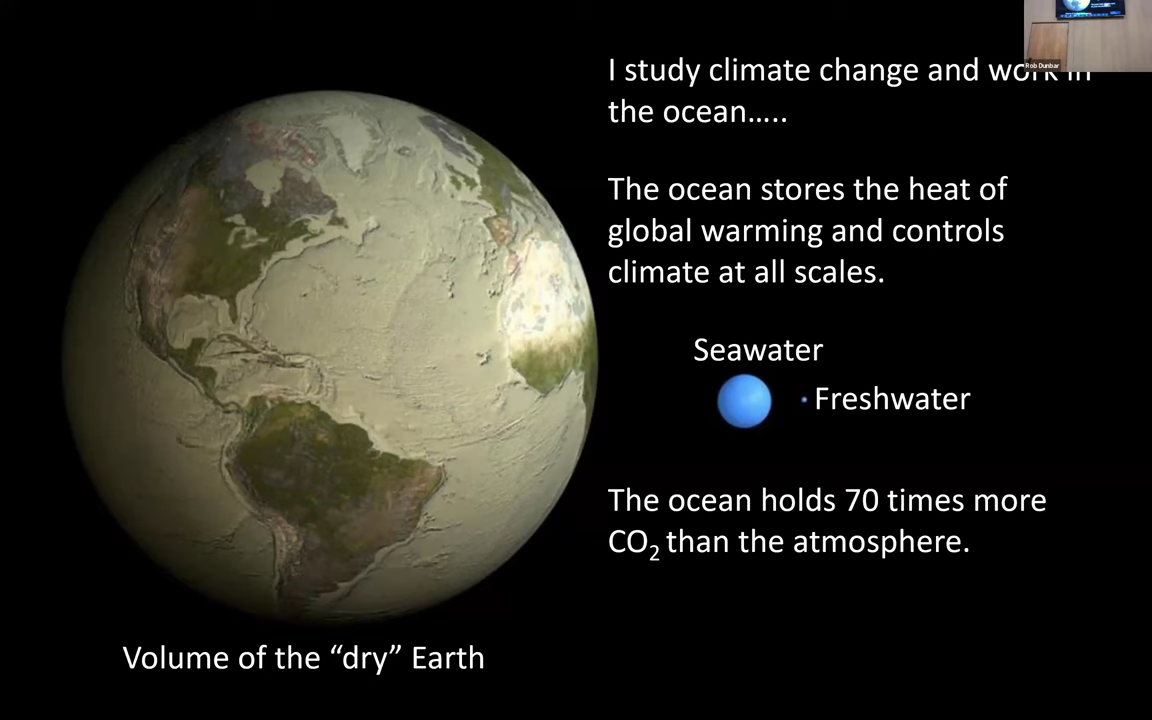 Rob Dunbar
I study climate change and work in
the ocean…..
The ocean stores the heat of
global warming and controls
climate at all scales.
Seawater
Freshwater
The ocean holds 70 times more
CO₂ than the atmosphere.
Volume of the “dry” Earth